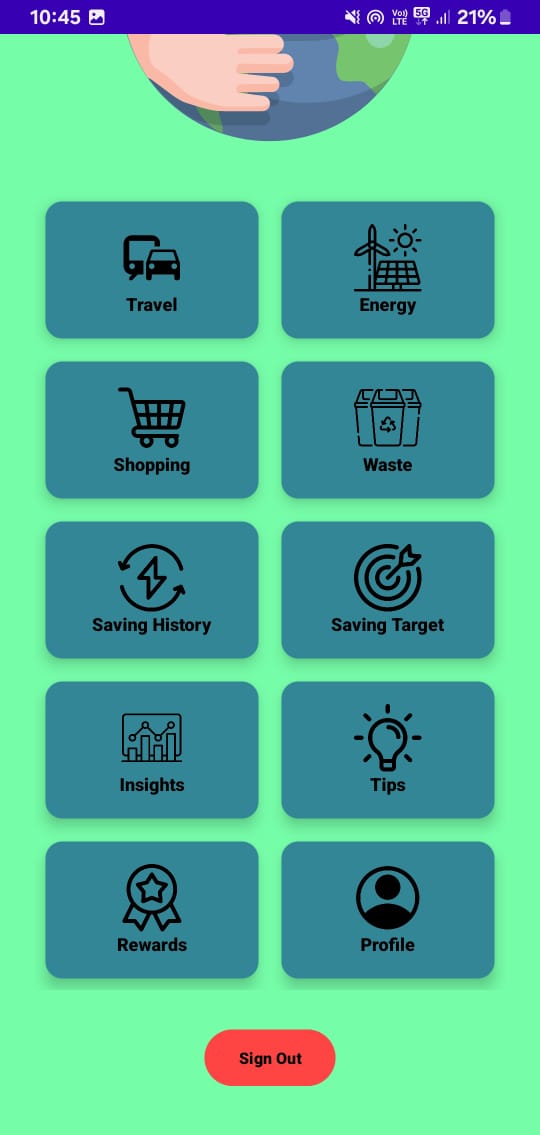 10:45 Vo)) LTE 5G 21%
Travel Energy
Shopping Waste
Saving History Saving Target
Insights Tips
Rewards Profile
Sign Out